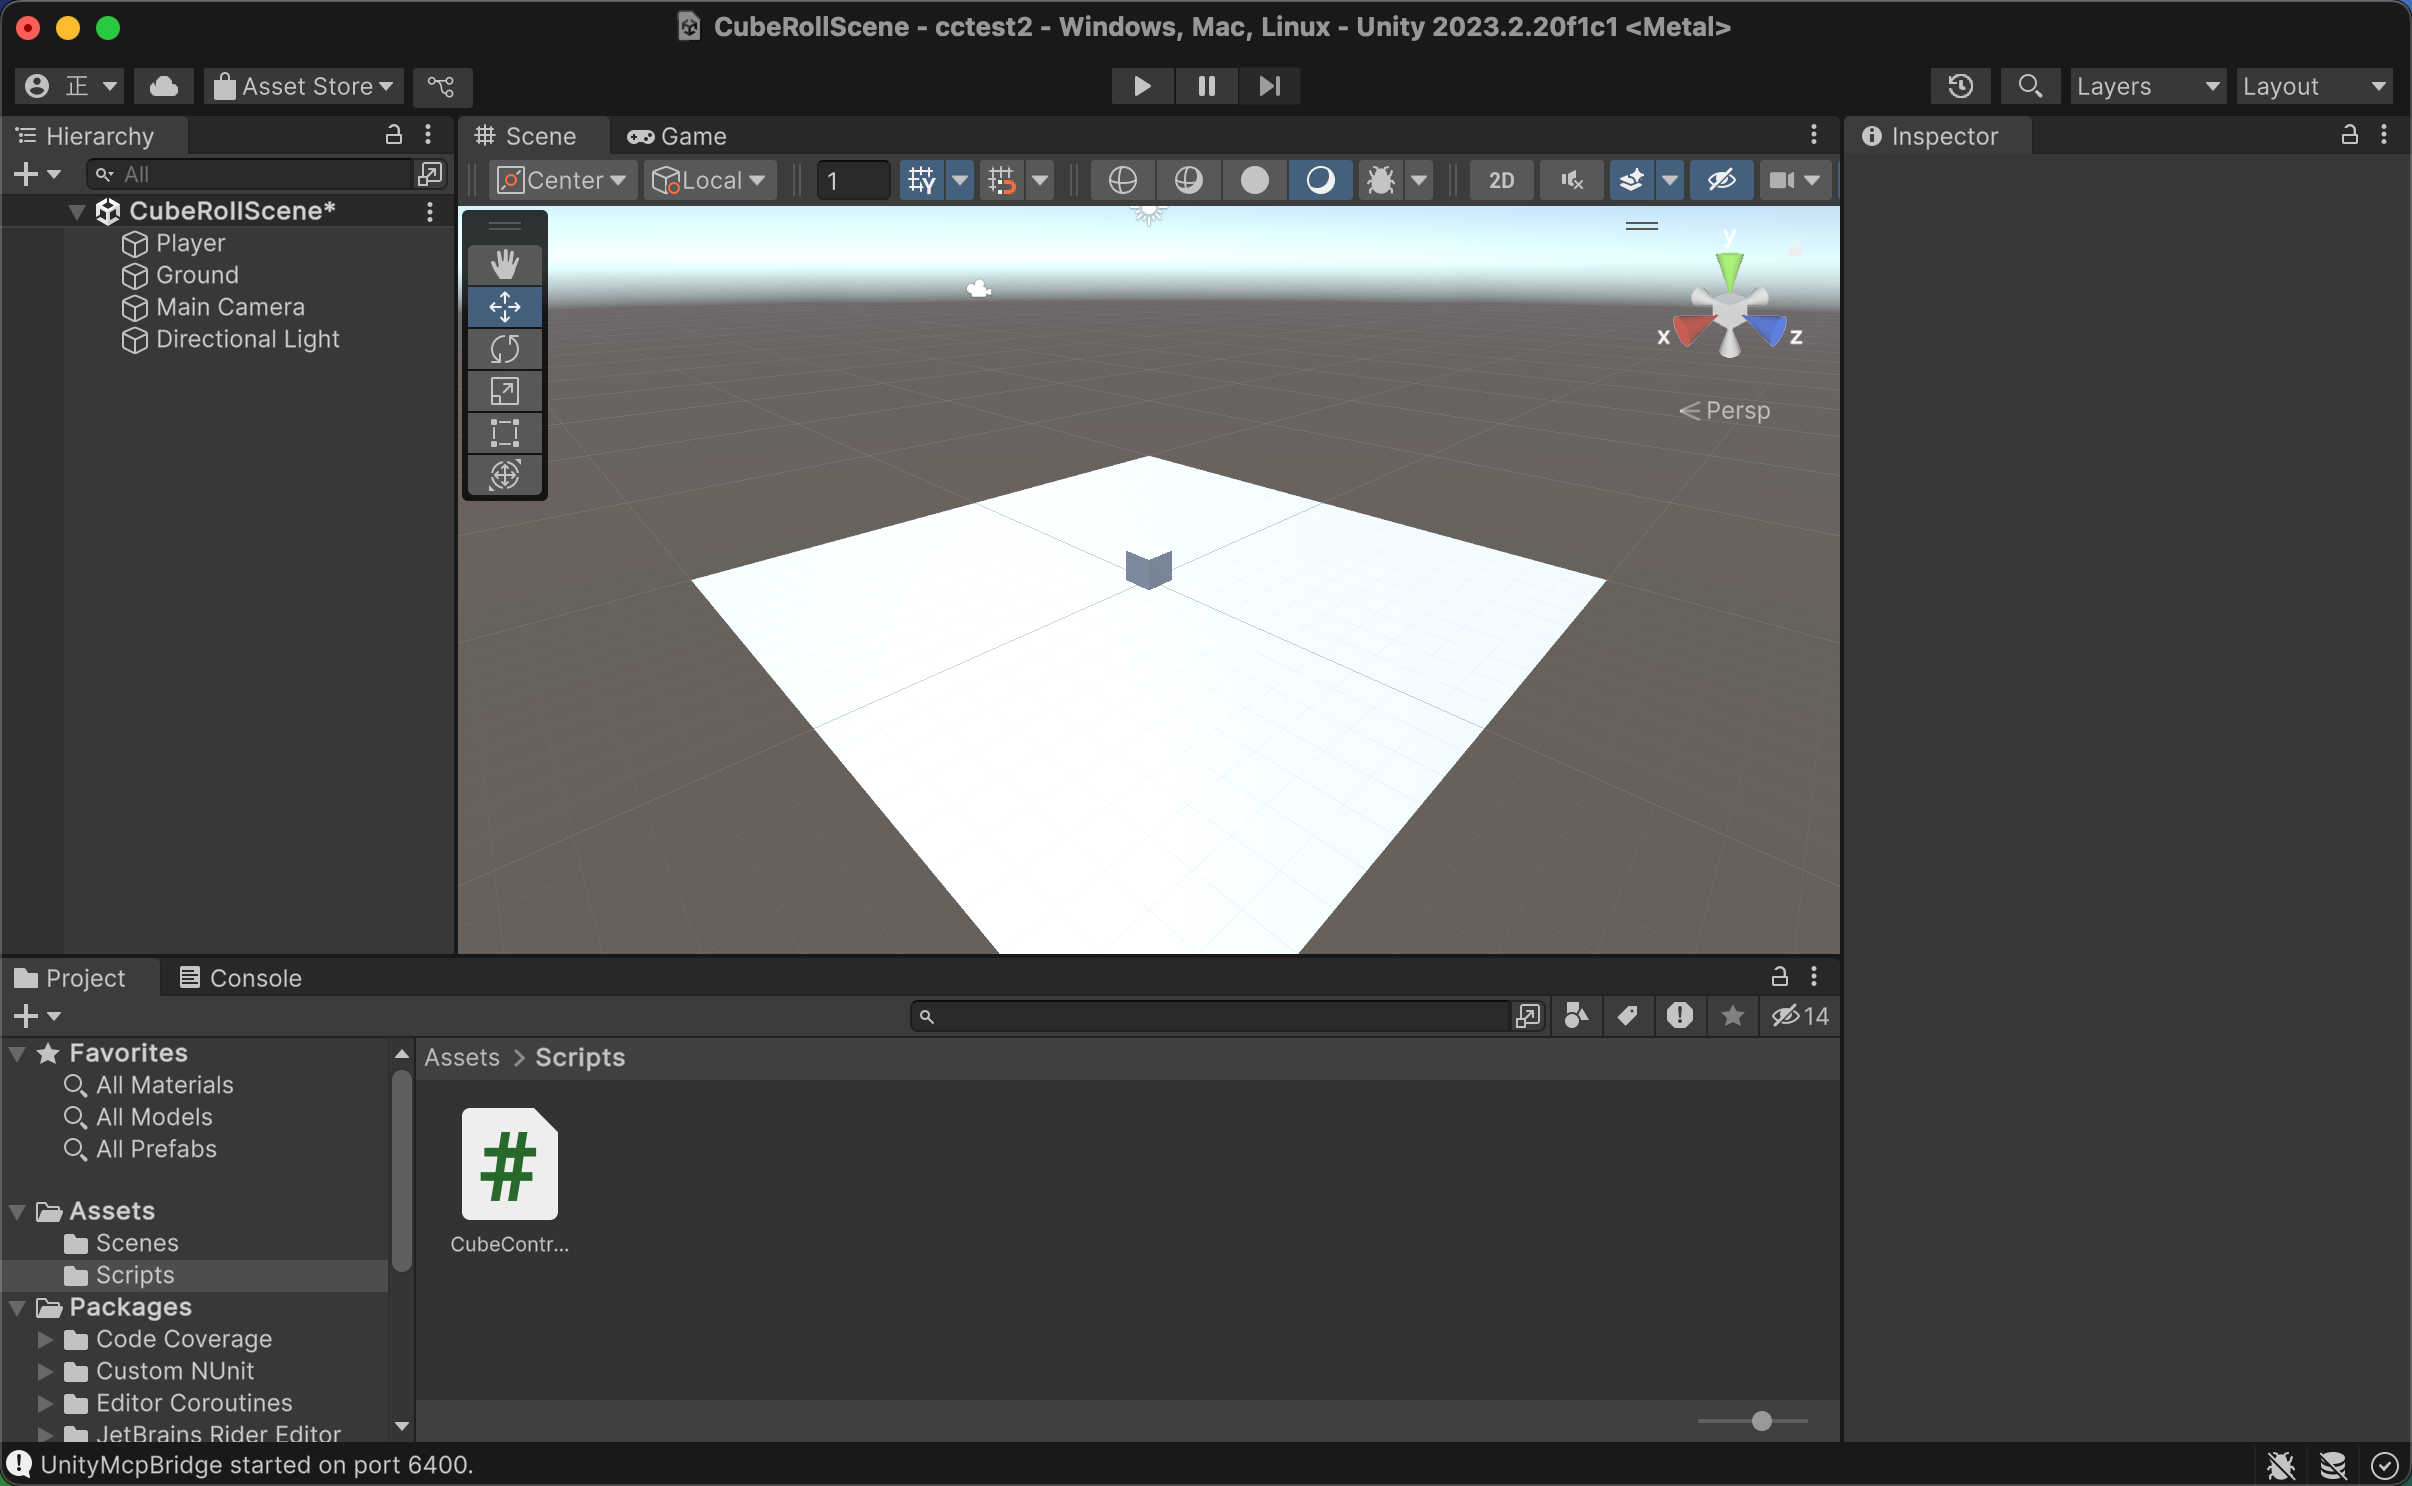 CubeRollScene - cctest2 - Windows, Mac, Linux - Unity 2023.2.20f1c1 <Metal>
正 Asset Store Layers Layout
Hierarchy
All
CubeRollScene*
Player
Ground
Main Camera
Directional Light
Scene Game
Center Local 1 2D
y
x z
Persp
Inspector
Project Console
14
Favorites
All Materials
All Models
All Prefabs
Assets
Scenes
Scripts
Packages
Code Coverage
Custom NUnit
Editor Coroutines
JetBrains Rider Editor
Assets > Scripts
#
CubeContr...
UnityMcpBridge started on port 6400.